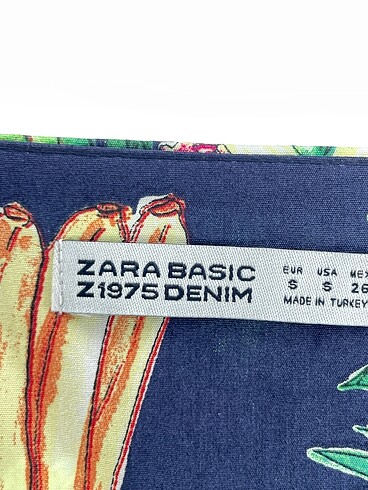 ZARA BASIC
Z1975 DENIM
EUR USA MEX
S S 26
MADE IN TURKEY